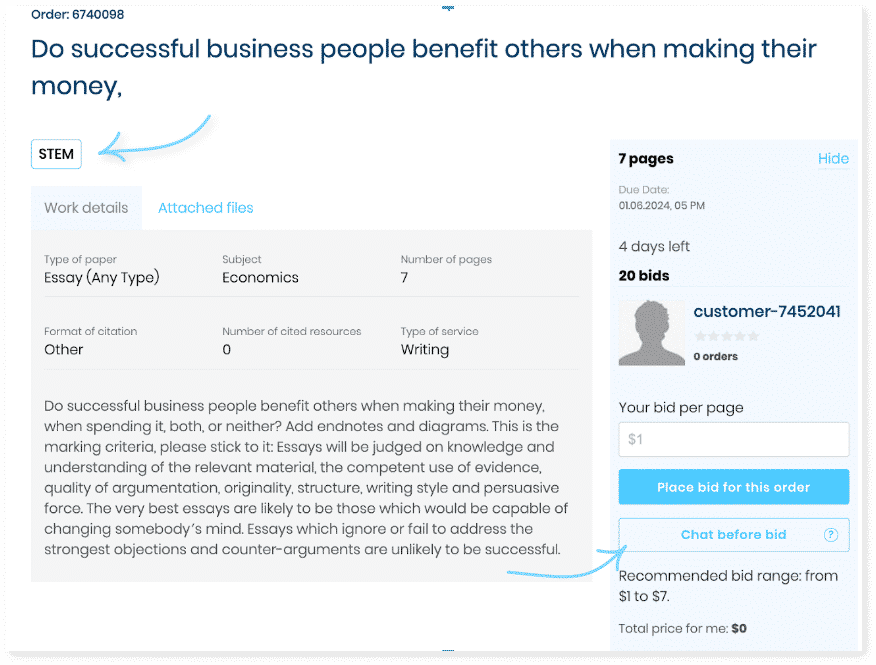 Order: 6740098
Do successful business people benefit others when making their
money,
STEM
Work details
Attached files
Type of paper
Essay (Any Type)
Subject
Economics
Number of pages
7
Format of citation
Other
Number of cited resources
0
Type of service
Writing
Do successful business people benefit others when making their money,
when spending it, both, or neither? Add endnotes and diagrams. This is the
marking criteria, please stick to it: Essays will be judged on knowledge and
understanding of the relevant material, the competent use of evidence,
quality of argumentation, originality, structure, writing style and persuasive
force. The very best essays are likely to be those which would be capable of
changing somebody's mind. Essays which ignore or fail to address the
strongest objections and counter-arguments are unlikely to be successful.
7 pages
Hide
Due Date:
01.06.2024, 05 PM
4 days left
20 bids
customer-7452041
0 orders
Your bid per page
$1
Place bid for this order
Chat before bid
?
Recommended bid range: from
$1 to $7.
Total price for me: $0